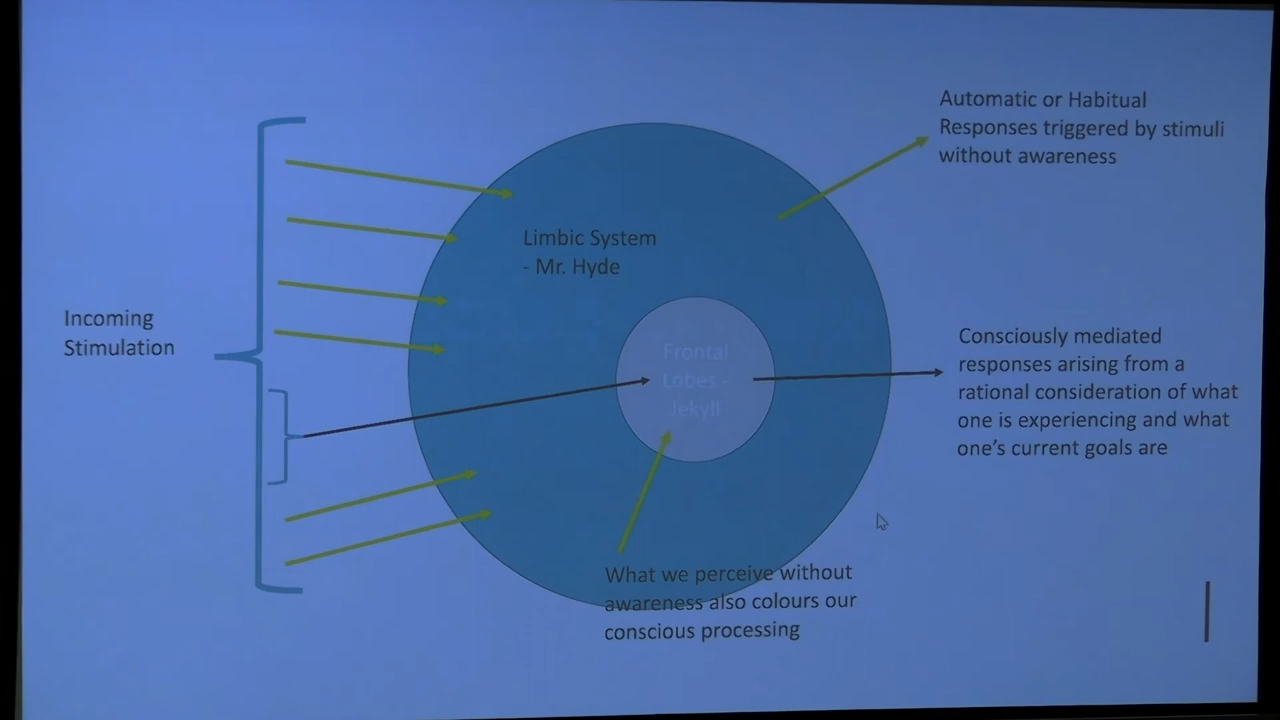 Incoming
Stimulation
Limbic System
- Mr. Hyde
Frontal
Lobes -
Jekyll
Automatic or Habitual
Responses triggered by stimuli
without awareness
Consciously mediated
responses arising from a
rational consideration of what
one is experiencing and what
one's current goals are
What we perceive without
awareness also colours our
conscious processing